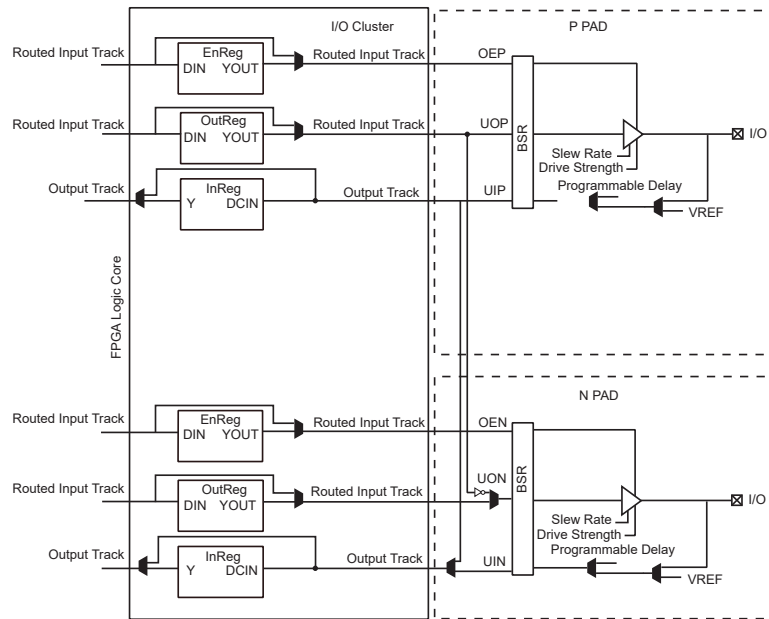 I/O Cluster
P PAD
Routed Input Track
EnReg
DIN YOUT
Routed Input Track
OEP
Routed Input Track
OutReg
DIN YOUT
Routed Input Track
UOP
BSR
I/O
Slew Rate
Drive Strength
Output Track
InReg
Y DCIN
Output Track
UIP
Programmable Delay
VREF
FPGA Logic Core
N PAD
Routed Input Track
EnReg
DIN YOUT
Routed Input Track
OEN
Routed Input Track
OutReg
DIN YOUT
Routed Input Track
UON
BSR
I/O
Slew Rate
Drive Strength
Output Track
InReg
Y DCIN
Output Track
UIN
Programmable Delay
VREF